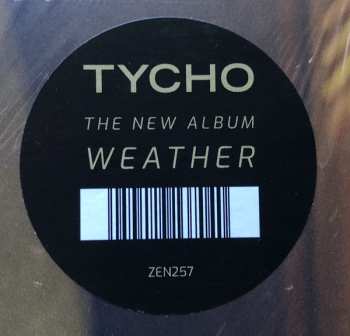 TYCHO
THE NEW ALBUM
WEATHER
ZEN257